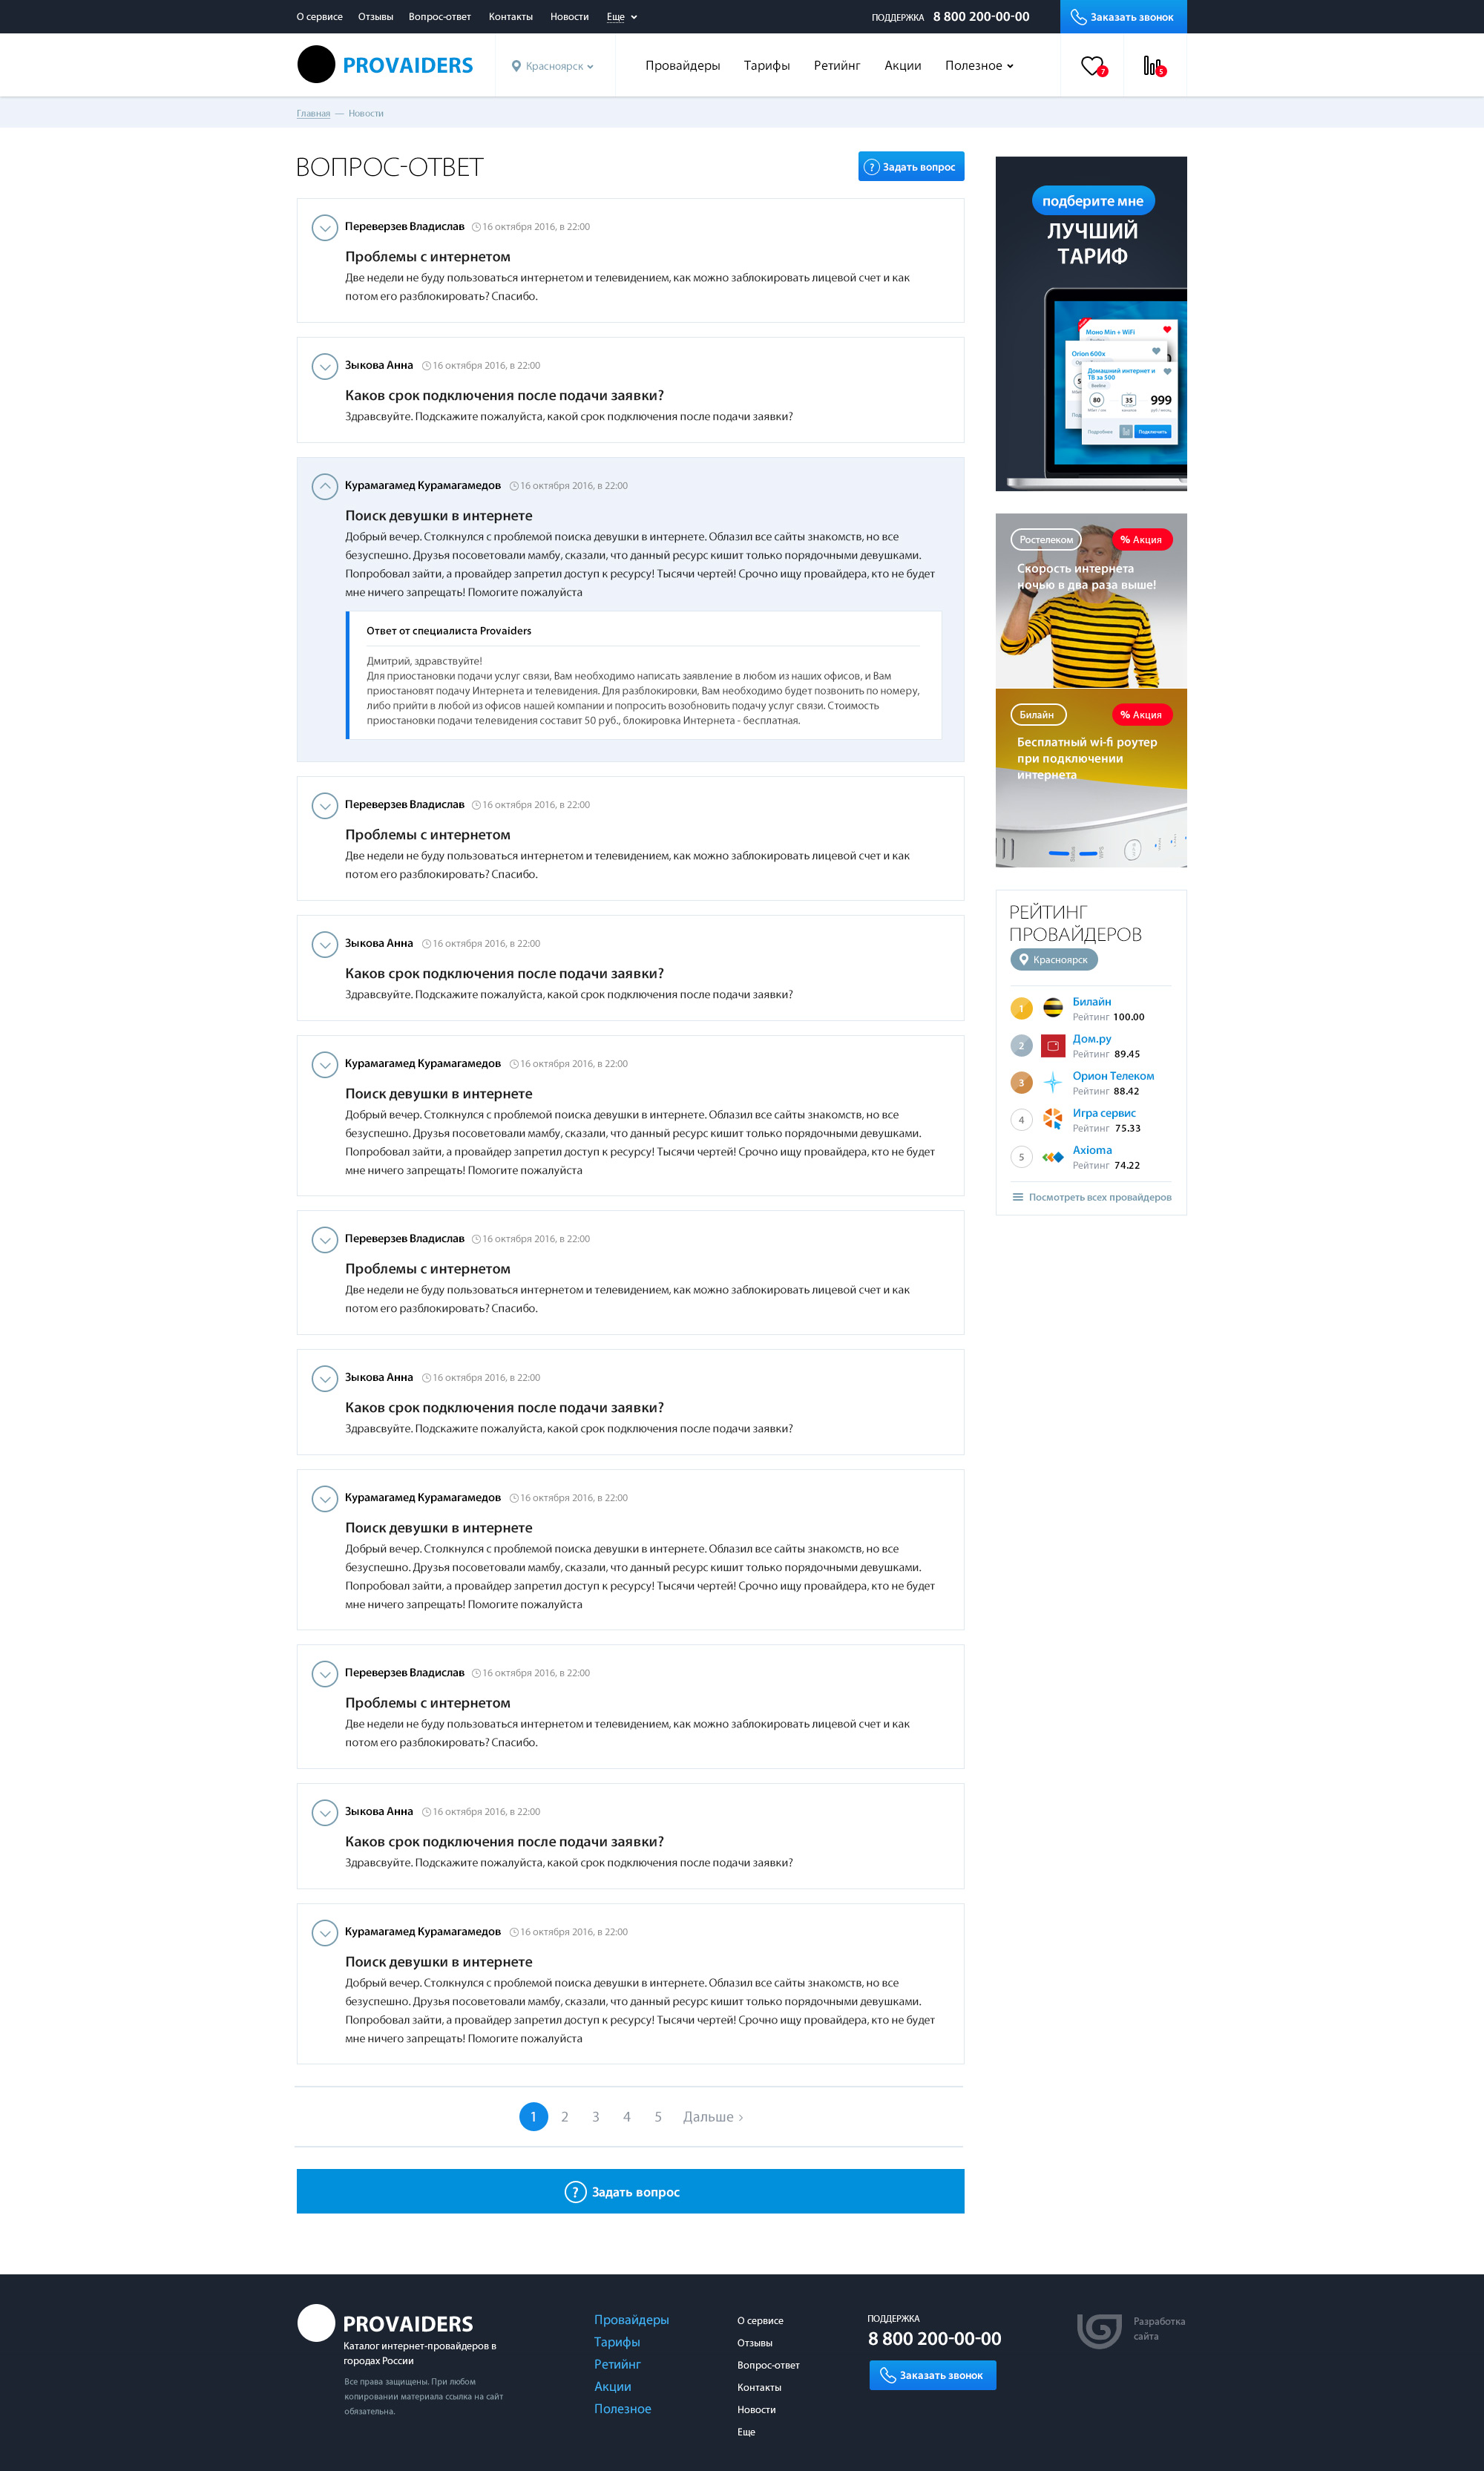 О сервисе Отзывы Вопрос-ответ Контакты Новости Еще ПОДДЕРЖКА 8 800 200-00-00 Заказать звонок
PROVAIDERS Красноярск Провайдеры Тарифы Ретийнг Акции Полезное 7 5
Главная — Новости
ВОПРОС-ОТВЕТ
? Задать вопрос
Переверзев Владислав 16 октября 2016, в 22:00
Проблемы с интернетом
Две недели не буду пользоваться интернетом и телевидением, как можно заблокировать лицевой счет и как
потом его разблокировать? Спасибо.
Зыкова Анна 16 октября 2016, в 22:00
Каков срок подключения после подачи заявки?
Здравсвуйте. Подскажите пожалуйста, какой срок подключения после подачи заявки?
Курамагамед Курамагамедов 16 октября 2016, в 22:00
Поиск девушки в интернете
Добрый вечер. Столкнулся с проблемой поиска девушки в интернете. Облазил все сайты знакомств, но все
безуспешно. Друзья посоветовали мамбу, сказали, что данный ресурс кишит только порядочными девушками.
Попробовал зайти, а провайдер запретил доступ к ресурсу! Тысячи чертей! Срочно ищу провайдера, кто не будет
мне ничего запрещать! Помогите пожалуйста
Ответ от специалиста Provaiders
Дмитрий, здравствуйте!
Для приостановки подачи услуг связи, Вам необходимо написать заявление в любом из наших офисов, и Вам
приостановят подачу Интернета и телевидения. Для разблокировки, Вам необходимо будет позвонить по номеру,
либо прийти в любой из офисов нашей компании и попросить возобновить подачу услуг связи. Стоимость
приостановки подачи телевидения составит 50 руб., блокировка Интернета - бесплатная.
Переверзев Владислав 16 октября 2016, в 22:00
Проблемы с интернетом
Две недели не буду пользоваться интернетом и телевидением, как можно заблокировать лицевой счет и как
потом его разблокировать? Спасибо.
Зыкова Анна 16 октября 2016, в 22:00
Каков срок подключения после подачи заявки?
Здравсвуйте. Подскажите пожалуйста, какой срок подключения после подачи заявки?
Курамагамед Курамагамедов 16 октября 2016, в 22:00
Поиск девушки в интернете
Добрый вечер. Столкнулся с проблемой поиска девушки в интернете. Облазил все сайты знакомств, но все
безуспешно. Друзья посоветовали мамбу, сказали, что данный ресурс кишит только порядочными девушками.
Попробовал зайти, а провайдер запретил доступ к ресурсу! Тысячи чертей! Срочно ищу провайдера, кто не будет
мне ничего запрещать! Помогите пожалуйста
Переверзев Владислав 16 октября 2016, в 22:00
Проблемы с интернетом
Две недели не буду пользоваться интернетом и телевидением, как можно заблокировать лицевой счет и как
потом его разблокировать? Спасибо.
Зыкова Анна 16 октября 2016, в 22:00
Каков срок подключения после подачи заявки?
Здравсвуйте. Подскажите пожалуйста, какой срок подключения после подачи заявки?
Курамагамед Курамагамедов 16 октября 2016, в 22:00
Поиск девушки в интернете
Добрый вечер. Столкнулся с проблемой поиска девушки в интернете. Облазил все сайты знакомств, но все
безуспешно. Друзья посоветовали мамбу, сказали, что данный ресурс кишит только порядочными девушками.
Попробовал зайти, а провайдер запретил доступ к ресурсу! Тысячи чертей! Срочно ищу провайдера, кто не будет
мне ничего запрещать! Помогите пожалуйста
Переверзев Владислав 16 октября 2016, в 22:00
Проблемы с интернетом
Две недели не буду пользоваться интернетом и телевидением, как можно заблокировать лицевой счет и как
потом его разблокировать? Спасибо.
Зыкова Анна 16 октября 2016, в 22:00
Каков срок подключения после подачи заявки?
Здравсвуйте. Подскажите пожалуйста, какой срок подключения после подачи заявки?
Курамагамед Курамагамедов 16 октября 2016, в 22:00
Поиск девушки в интернете
Добрый вечер. Столкнулся с проблемой поиска девушки в интернете. Облазил все сайты знакомств, но все
безуспешно. Друзья посоветовали мамбу, сказали, что данный ресурс кишит только порядочными девушками.
Попробовал зайти, а провайдер запретил доступ к ресурсу! Тысячи чертей! Срочно ищу провайдера, кто не будет
мне ничего запрещать! Помогите пожалуйста
1 2 3 4 5 Дальше
? Задать вопрос
подберите мне
ЛУЧШИЙ
ТАРИФ
Моно Min + WiFi
Orion 600x
Домашний интернет и
ТВ за 500
Билайн
80 35 999
Подробнее Подключить
Ростелеком % Акция
Скорость интернета
ночью в два раза выше!
Билайн % Акция
Бесплатный wi-fi роутер
при подключении
интернета
РЕЙТИНГ
ПРОВАЙДЕРОВ
Красноярск
1 Билайн
Рейтинг 100.00
2 Дом.ру
Рейтинг 89.45
3 Орион Телеком
Рейтинг 88.42
4 Игра сервис
Рейтинг 75.33
5 Axioma
Рейтинг 74.22
Посмотреть всех провайдеров
PROVAIDERS
Каталог интернет-провайдеров в
городах России
Все права защищены. При любом
копировании материала ссылка на сайт
обязательна.
Провайдеры
Тарифы
Ретийнг
Акции
Полезное
О сервисе
Отзывы
Вопрос-ответ
Контакты
Новости
Еще
ПОДДЕРЖКА
8 800 200-00-00
Заказать звонок
Разработка
сайта